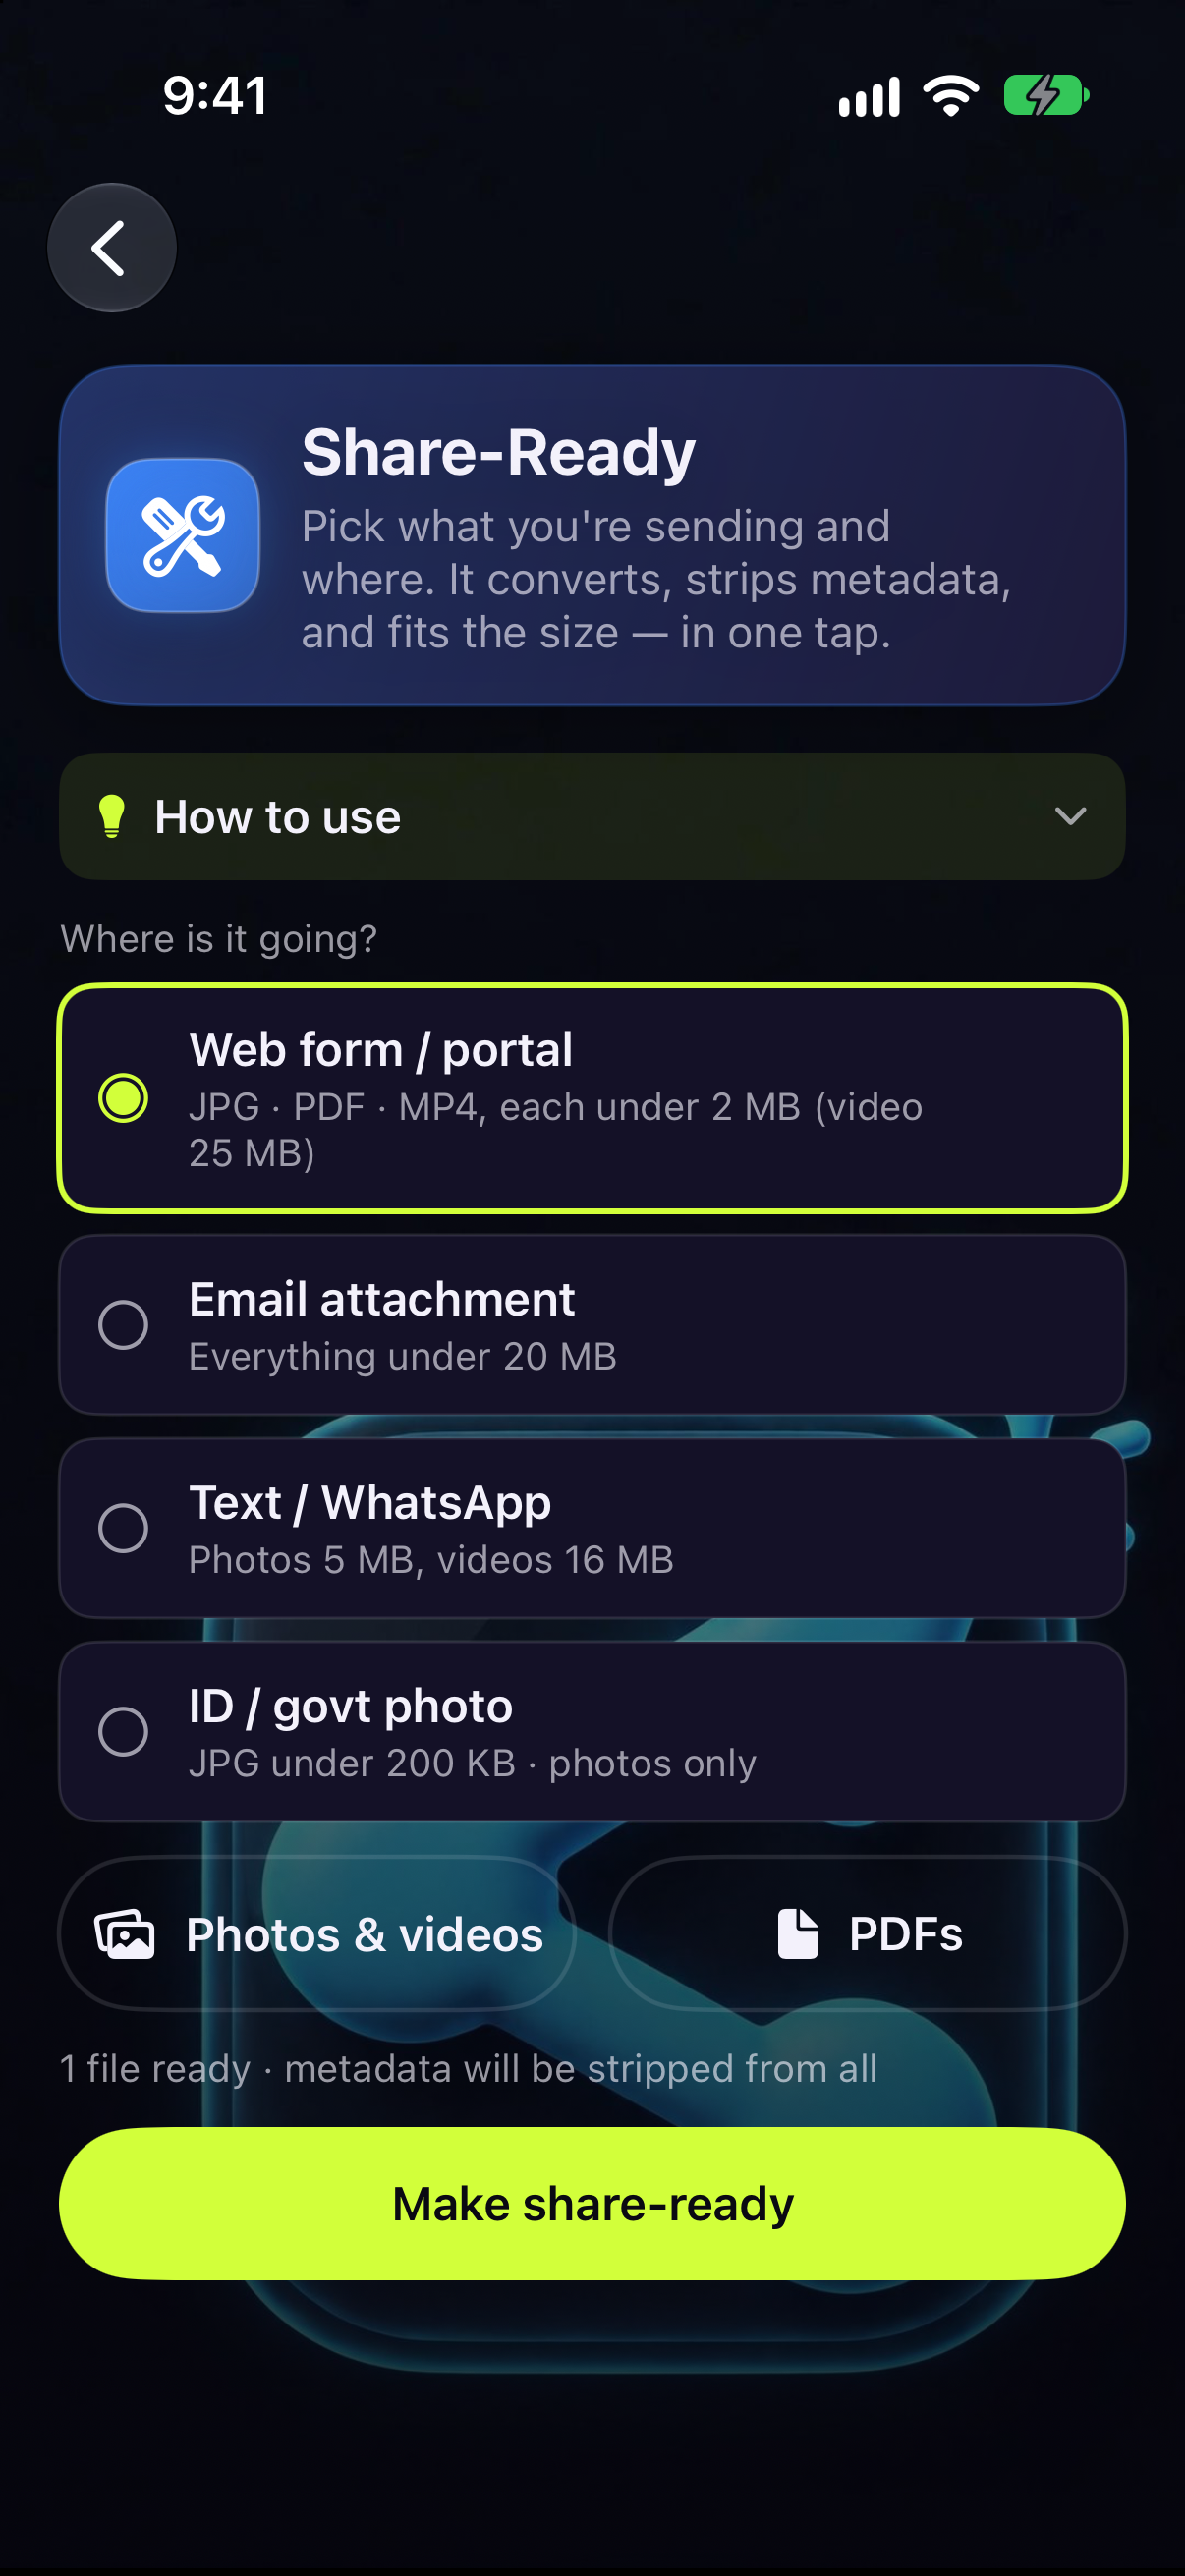 9:41
Share-Ready
Pick what you're sending and
where. It converts, strips metadata,
and fits the size — in one tap.
How to use
Where is it going?
Web form / portal
JPG · PDF · MP4, each under 2 MB (video
25 MB)
Email attachment
Everything under 20 MB
Text / WhatsApp
Photos 5 MB, videos 16 MB
ID / govt photo
JPG under 200 KB · photos only
Photos & videos
PDFs
1 file ready · metadata will be stripped from all
Make share-ready